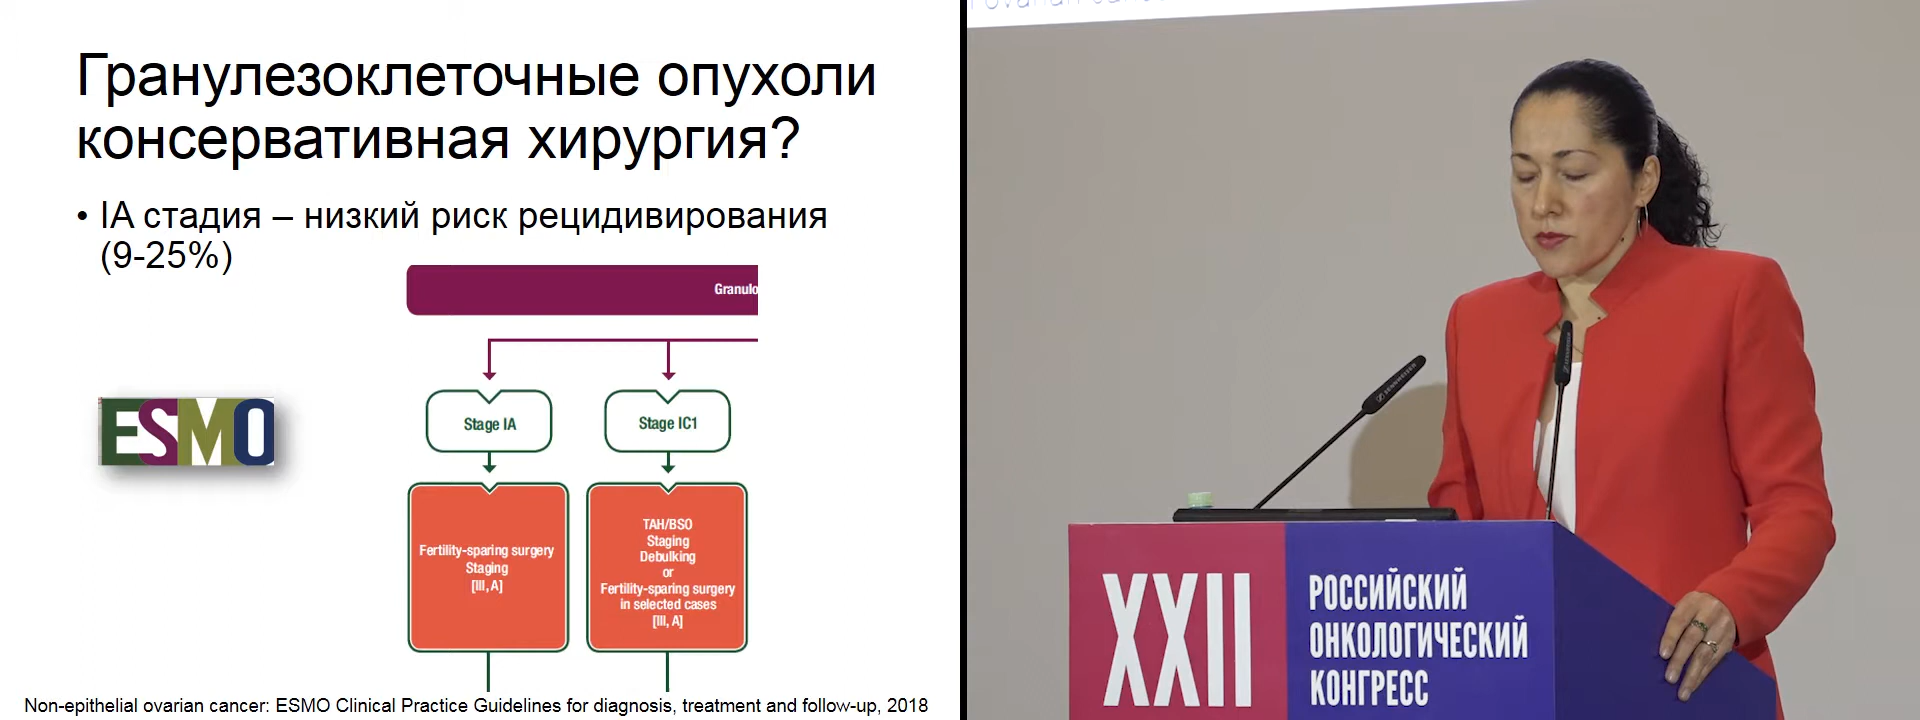 Гранулезоклеточные опухоли
консервативная хирургия?
• IA стадия – низкий риск рецидивирования
(9-25%)
Granulo
Stage IA
Stage IC1
Fertility-sparing surgery
Staging
[III, A]
TAH/BSO
Staging
Debulking
or
Fertility-sparing surgery
in selected cases
[III, A]
ESMO
Non-epithelial ovarian cancer: ESMO Clinical Practice Guidelines for diagnosis, treatment and follow-up, 2018
SENNHEISER
XXII
РОССИЙСКИЙ
ОНКОЛОГИЧЕСКИЙ
КОНГРЕСС